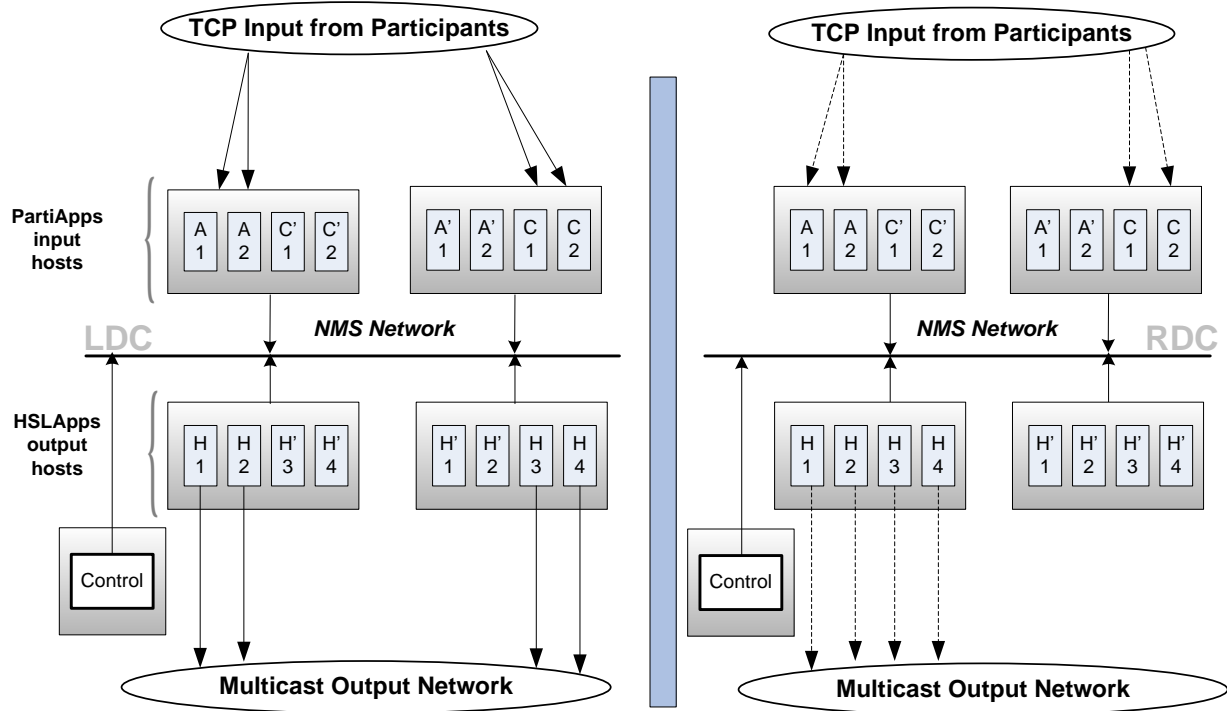 TCP Input from Participants
PartiApps
input
hosts
A
1
A
2
C'
1
C'
2
A'
1
A'
2
C
1
C
2
NMS Network
LDC
HSLApps
output
hosts
H
1
H
2
H'
3
H'
4
H'
1
H'
2
H
3
H
4
Control
Multicast Output Network
TCP Input from Participants
A
1
A
2
C'
1
C'
2
A'
1
A'
2
C
1
C
2
NMS Network
RDC
H
1
H
2
H
3
H
4
H'
1
H'
2
H'
3
H'
4
Control
Multicast Output Network